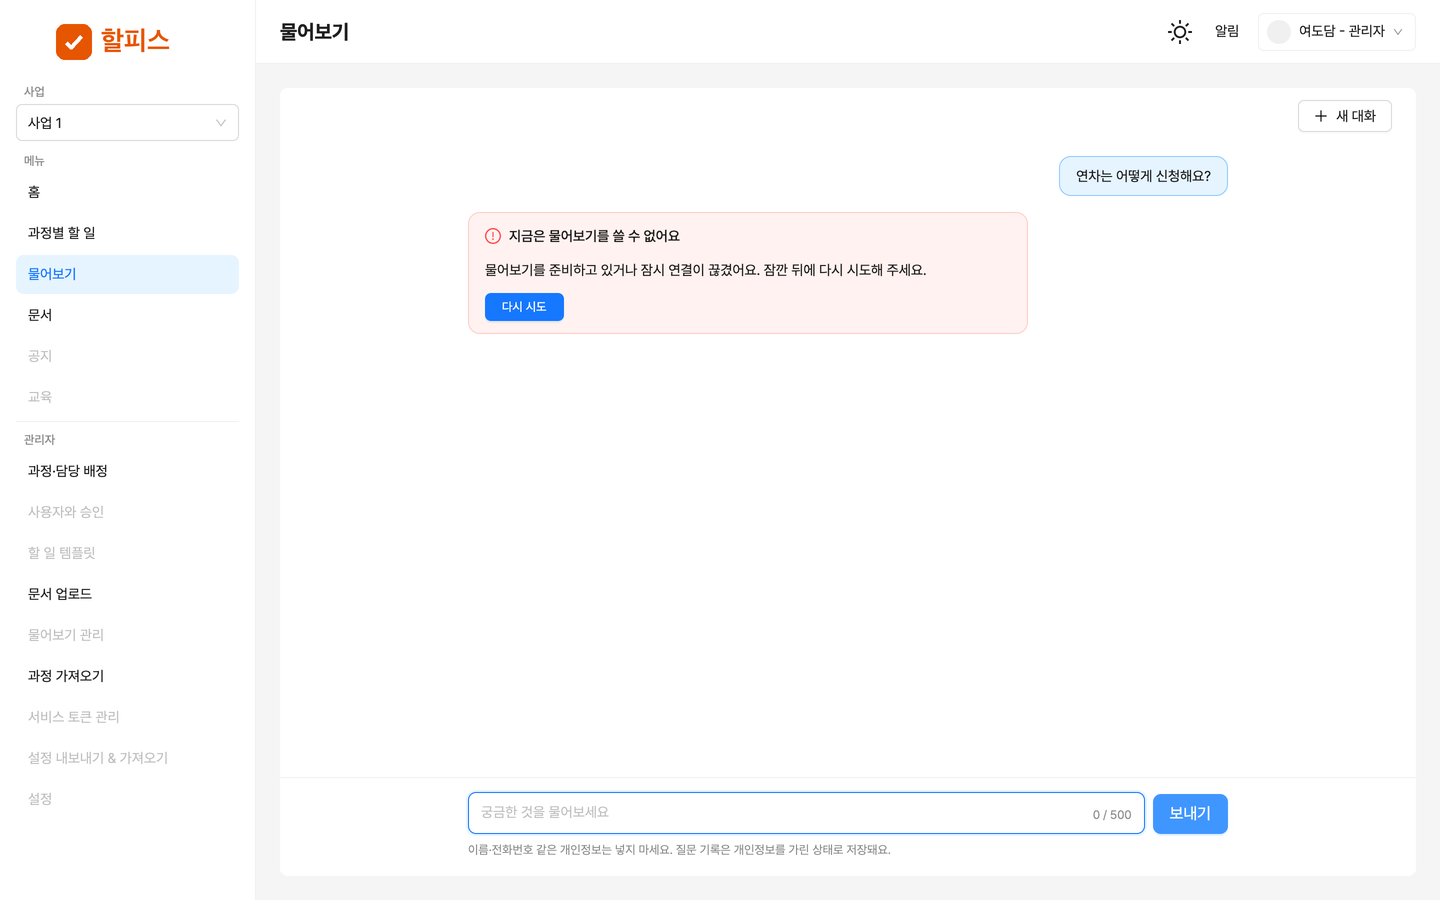 할피스
사업
사업 1
메뉴
홈
과정별 할 일
물어보기
문서
공지
교육
관리자
과정·담당 배정
사용자와 승인
할 일 템플릿
문서 업로드
물어보기 관리
과정 가져오기
서비스 토큰 관리
설정 내보내기 & 가져오기
설정
물어보기
알림
여도담 - 관리자
새 대화
연차는 어떻게 신청해요?
지금은 물어보기를 쓸 수 없어요
물어보기를 준비하고 있거나 잠시 연결이 끊겼어요. 잠깐 뒤에 다시 시도해 주세요.
다시 시도
궁금한 것을 물어보세요
0 / 500
보내기
이름·전화번호 같은 개인정보는 넣지 마세요. 질문 기록은 개인정보를 가린 상태로 저장돼요.